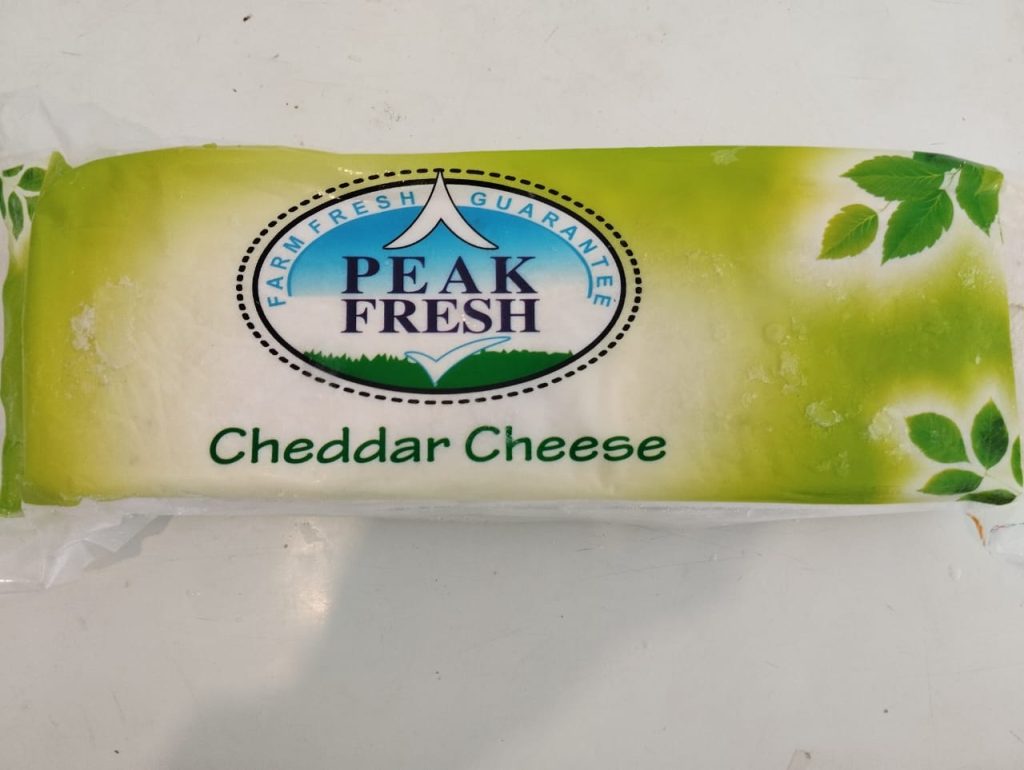 FARM FRESH GUARANTEE
PEAK
FRESH
Cheddar Cheese